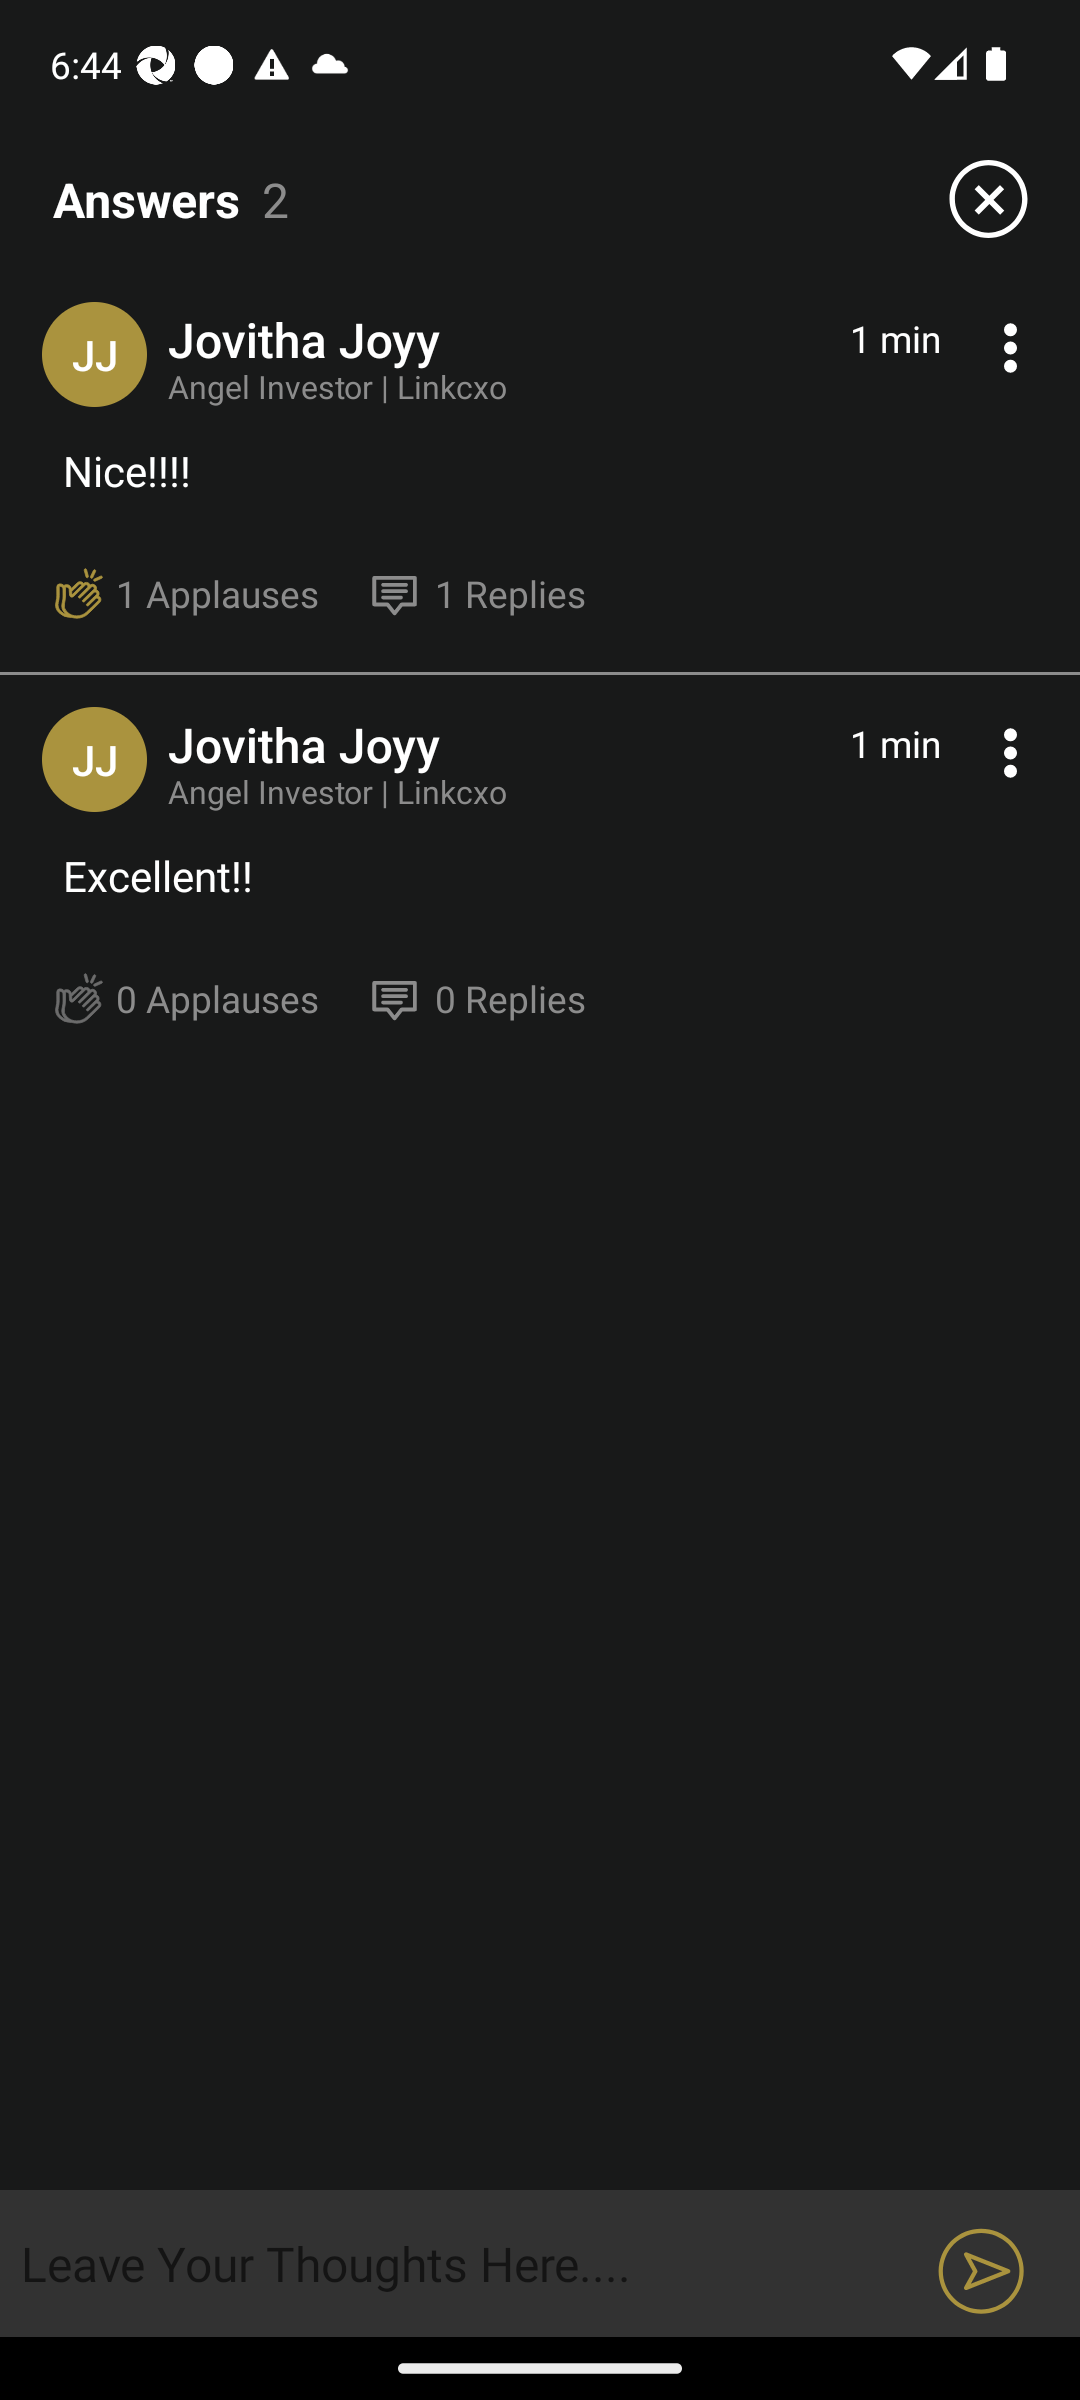 6:44
Answers 2
JJ
Jovitha Joyy
1 min
Angel Investor | Linkcxo
Nice!!!!
1 Applauses
1 Replies
JJ
Jovitha Joyy
1 min
Angel Investor | Linkcxo
Excellent!!
0 Applauses
0 Replies
Leave Your Thoughts Here....